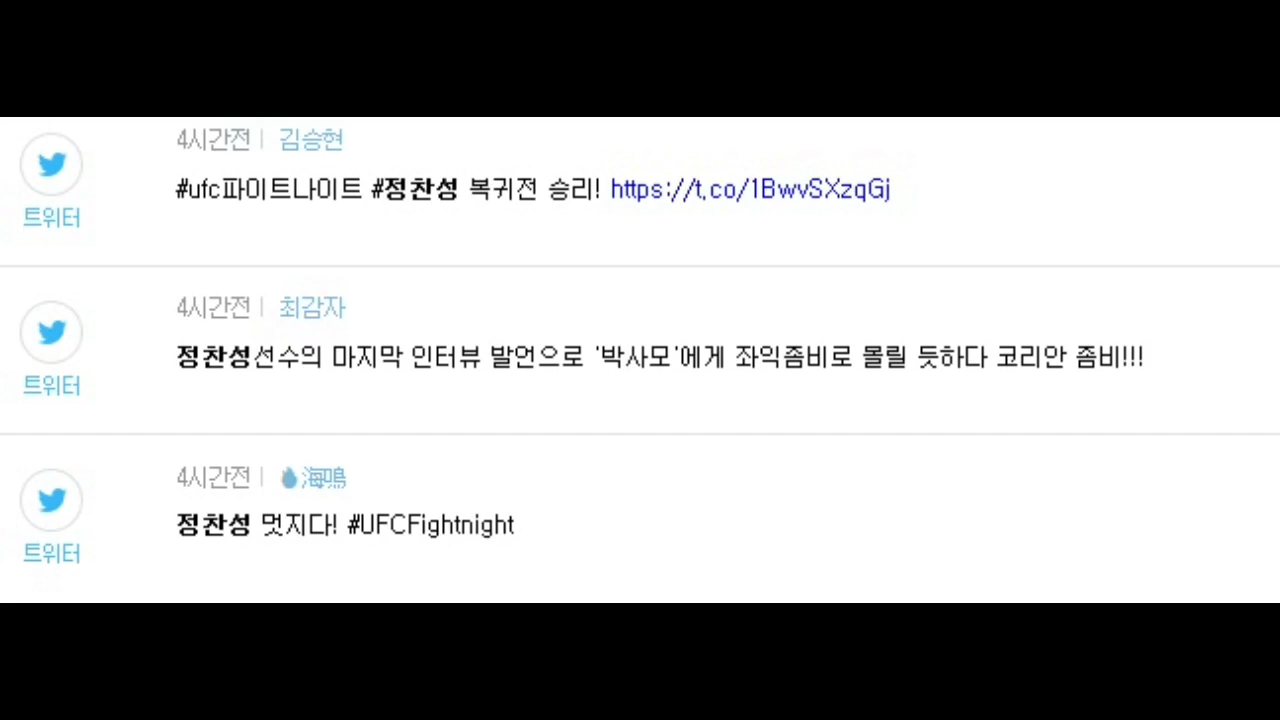 4시간전 | 김승현
#ufc파이트나이트 #정찬성 복귀전 승리! https://t.co/1BwvSXzqGj
트위터
4시간전 | 최감자
정찬성선수의 마지막 인터뷰 발언으로 '박사모'에게 좌익좀비로 몰릴 듯하다 코리안 좀비!!!
트위터
4시간전 | 💧海鳴
정찬성 멋지다! #UFCFightnight
트위터